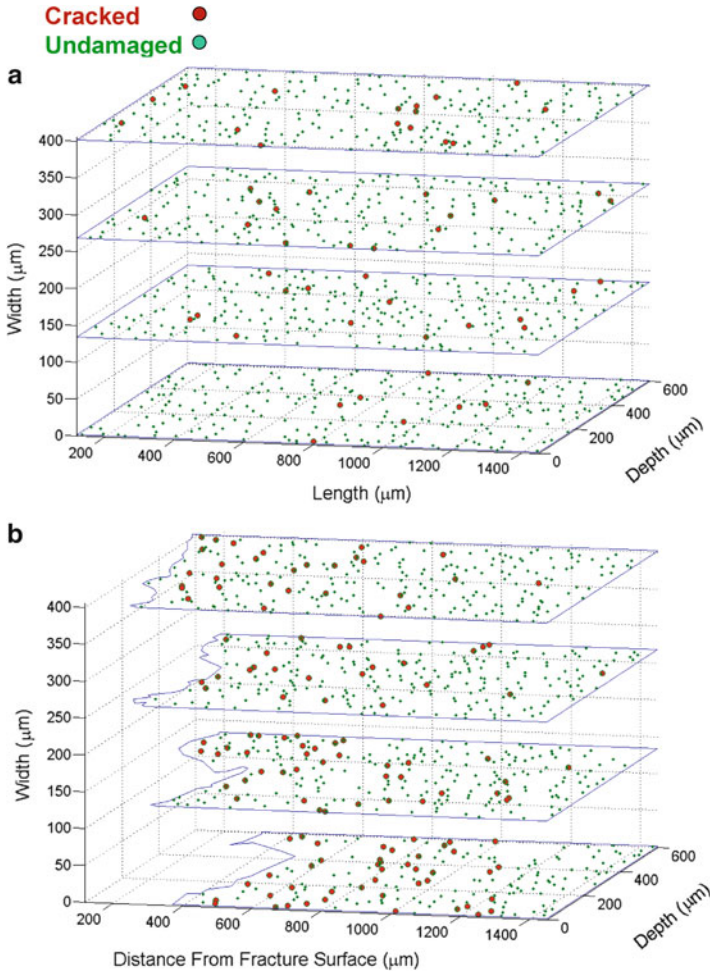 Cracked
Undamaged
a
400
350
300
250
200
150
100
50
0
Width (μm)
200 400 600 800 1000 1200 1400
Length (μm)
0 200 400 600
Depth (μm)
b
400
350
300
250
200
150
100
50
0
Width (μm)
200 400 600 800 1000 1200 1400
Distance From Fracture Surface (μm)
0 200 400 600
Depth (μm)